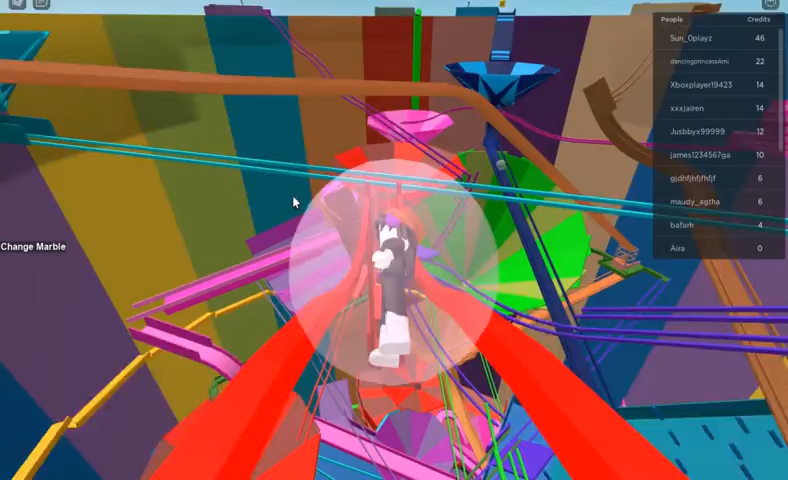 People Credits
Sun_0playz 46
dancingprincessAmi 22
Xboxplayer19423 14
xxxjairen 14
Jusbbyx99999 12
james1234567ga 10
gjdhfjhfjfhfjf 6
maudy_agtha 6
bafarh 4
Aira 0
Change Marble